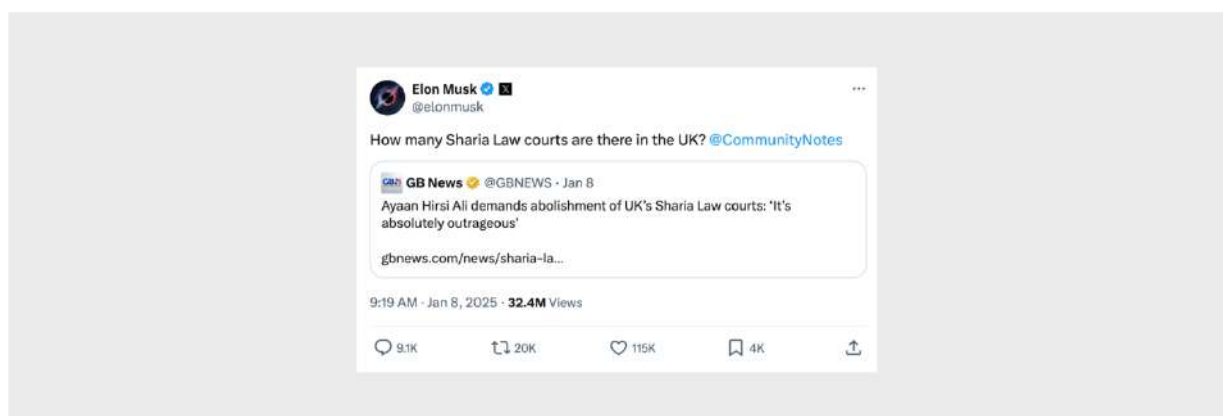 Elon Musk
@elonmusk
How many Sharia Law courts are there in the UK? @CommunityNotes
GB News @GBNEWS · Jan 8
Ayaan Hirsi Ali demands abolishment of UK's Sharia Law courts: 'It's
absolutely outrageous'
gbnews.com/news/sharia-la...
9:19 AM · Jan 8, 2025 · 32.4M Views
9.1K 20K 115K 4K